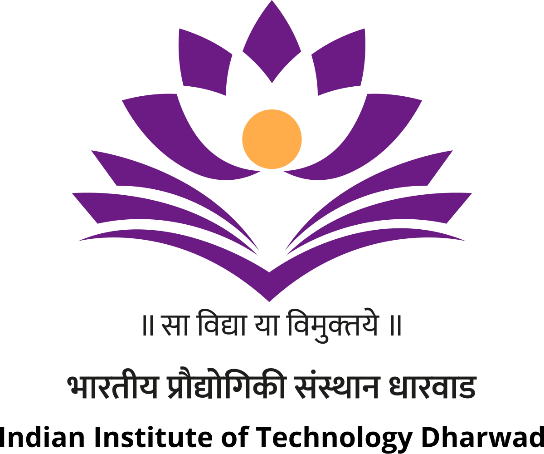 ॥ सा विद्या या विमुक्तये ॥
भारतीय प्रौद्योगिकी संस्थान धारवाड
Indian Institute of Technology Dharwad